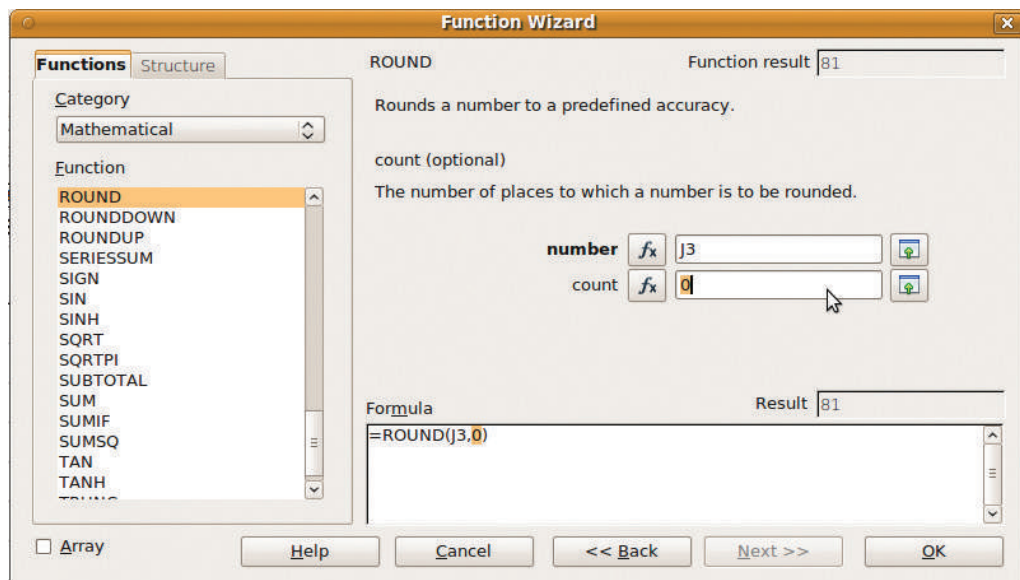 Function Wizard
Functions Structure
Category
Mathematical
Function
ROUND
ROUNDDOWN
ROUNDUP
SERIESSUM
SIGN
SIN
SINH
SQRT
SQRTPI
SUBTOTAL
SUM
SUMIF
SUMSQ
TAN
TANH
ROUND
Function result 81
Rounds a number to a predefined accuracy.
count (optional)
The number of places to which a number is to be rounded.
number fx J3
count fx 0
Formula
Result 81
=ROUND(J3,0)
Array
Help
Cancel
<< Back
Next >>
OK